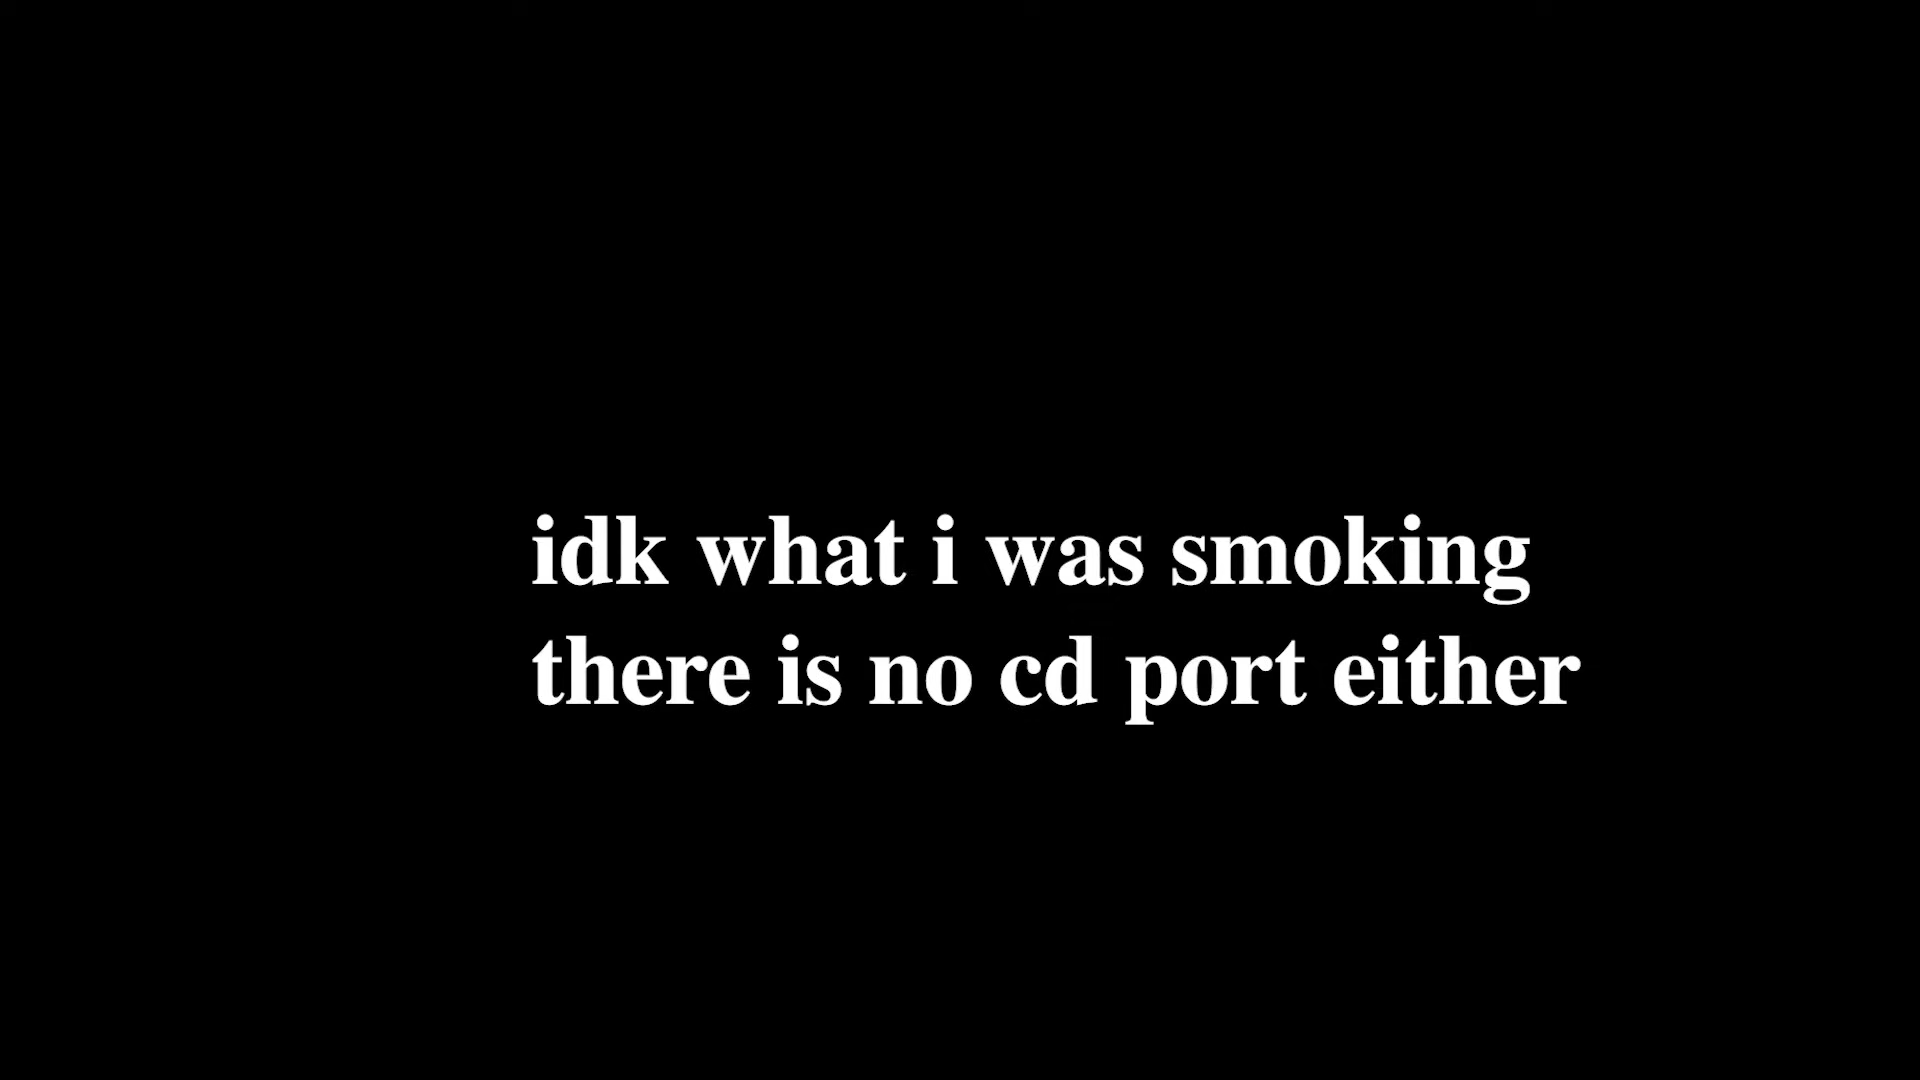 idk what i was smoking
there is no cd port either